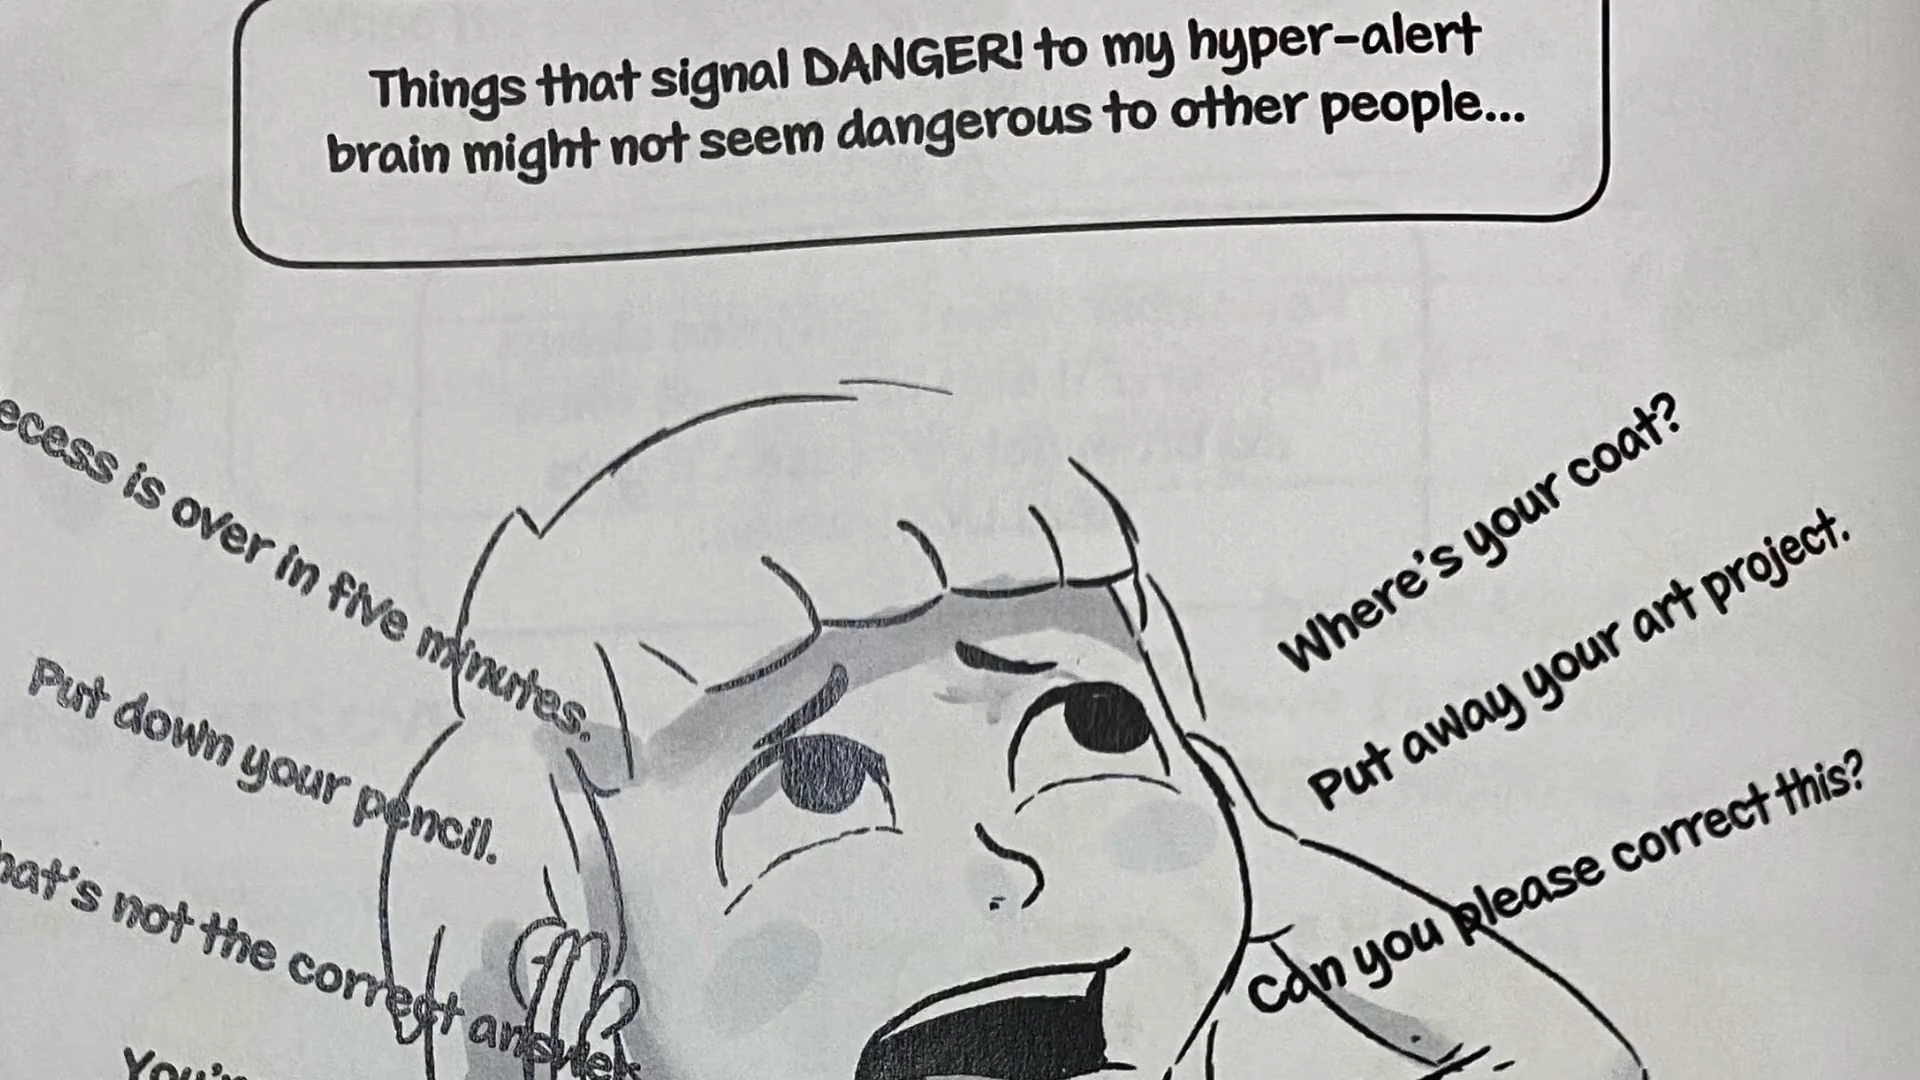 Things that signal DANGER! to my hyper-alert
brain might not seem dangerous to other people...
ecess is over in five minutes.
Put down your pencil.
hat's not the correct answer.
Where's your coat?
Put away your art project.
Can you please correct this?